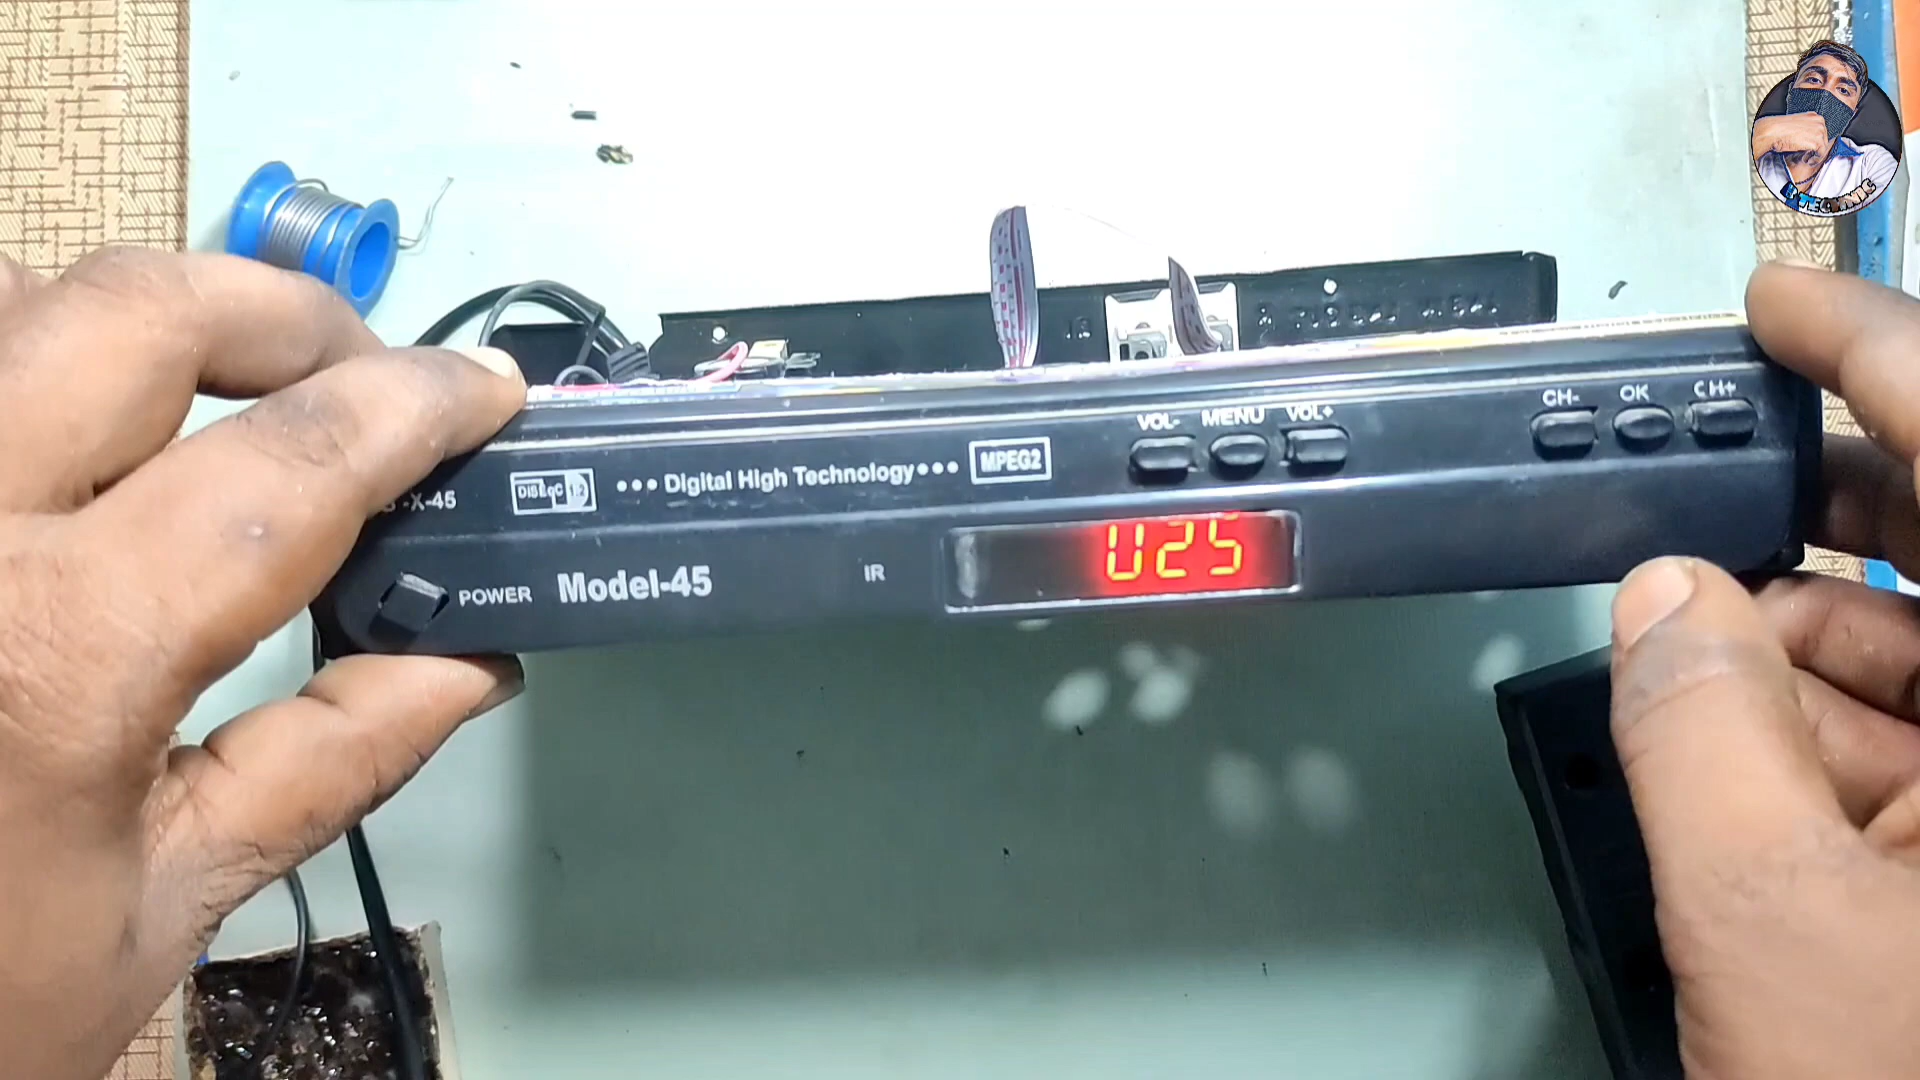 VOL- MENU VOL+
CH- OK CH+
-X-45
DiSEqC 1.2
••• Digital High Technology •••
MPEG2
POWER
Model-45
IR
U25